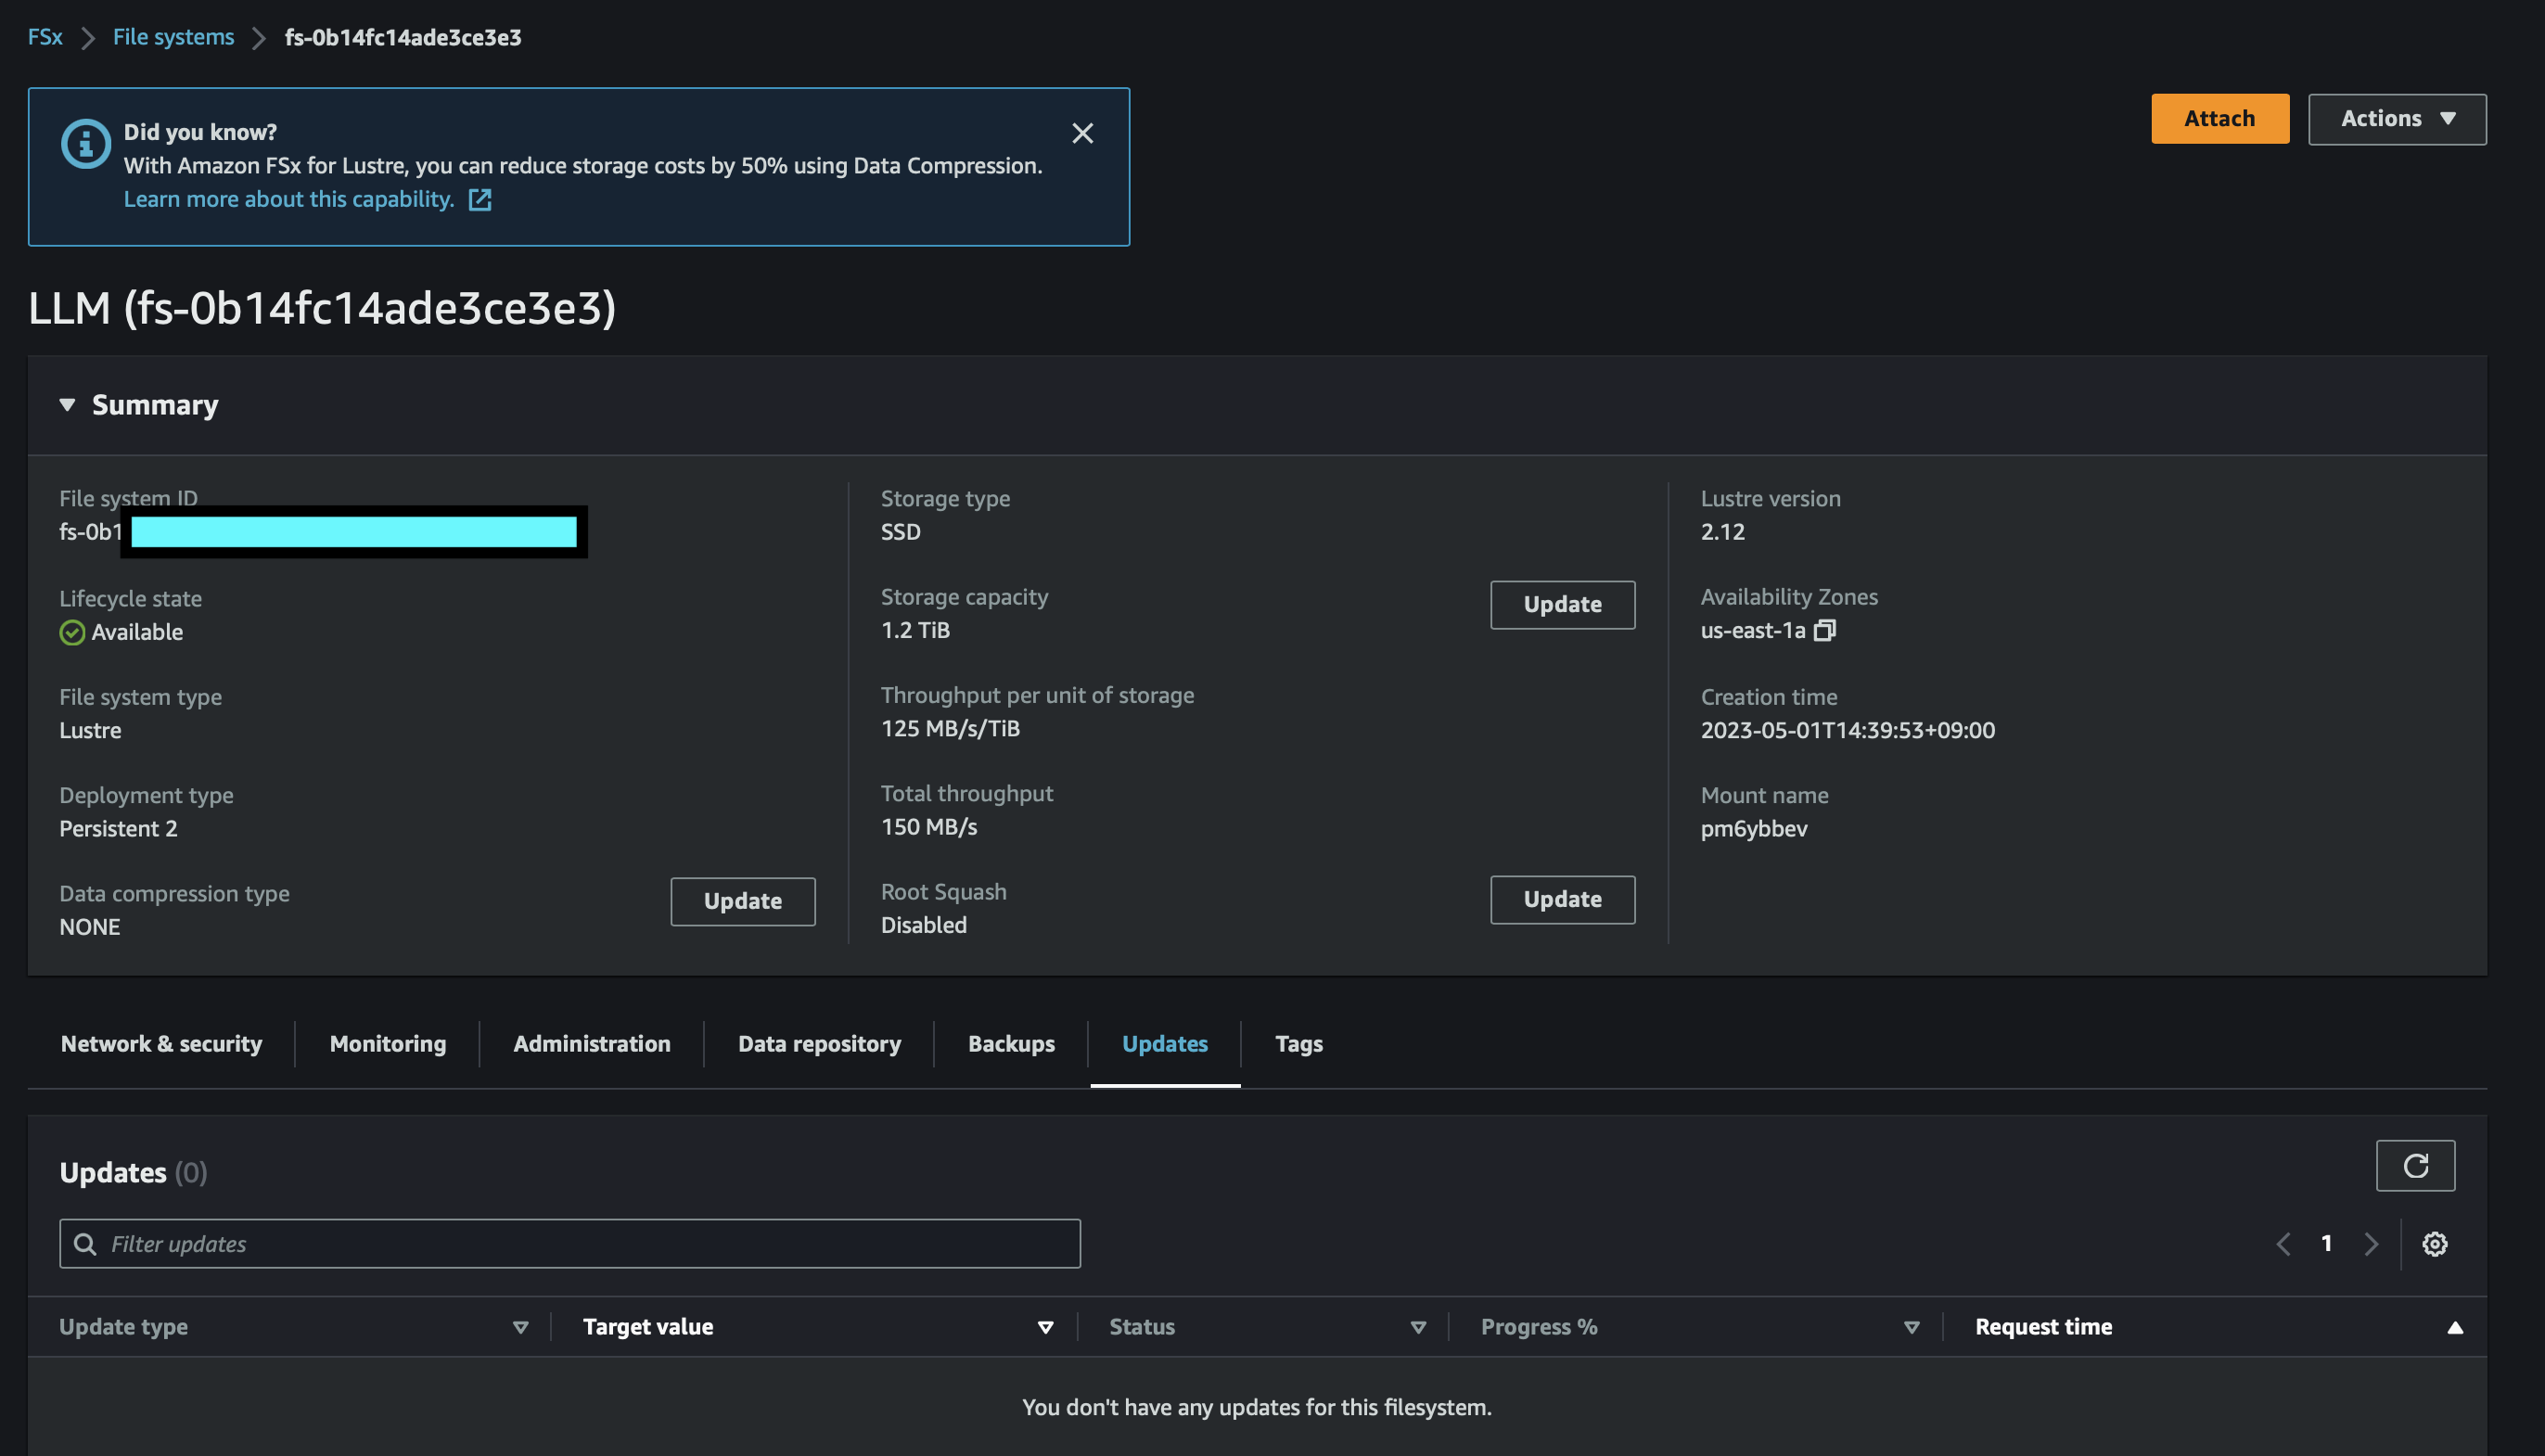 FSx
File systems
fs-0b14fc14ade3ce3e3
Did you know?
With Amazon FSx for Lustre, you can reduce storage costs by 50% using Data Compression.
Learn more about this capability.
Attach
Actions
LLM (fs-0b14fc14ade3ce3e3)
Summary
File system ID
fs-0b1
Lifecycle state
Available
File system type
Lustre
Deployment type
Persistent 2
Data compression type
NONE
Update
Storage type
SSD
Storage capacity
1.2 TiB
Update
Throughput per unit of storage
125 MB/s/TiB
Total throughput
150 MB/s
Root Squash
Disabled
Update
Lustre version
2.12
Availability Zones
us-east-1a
Creation time
2023-05-01T14:39:53+09:00
Mount name
pm6ybbev
Network & security
Monitoring
Administration
Data repository
Backups
Updates
Tags
Updates (0)
Filter updates
1
Update type
Target value
Status
Progress %
Request time
You don't have any updates for this filesystem.